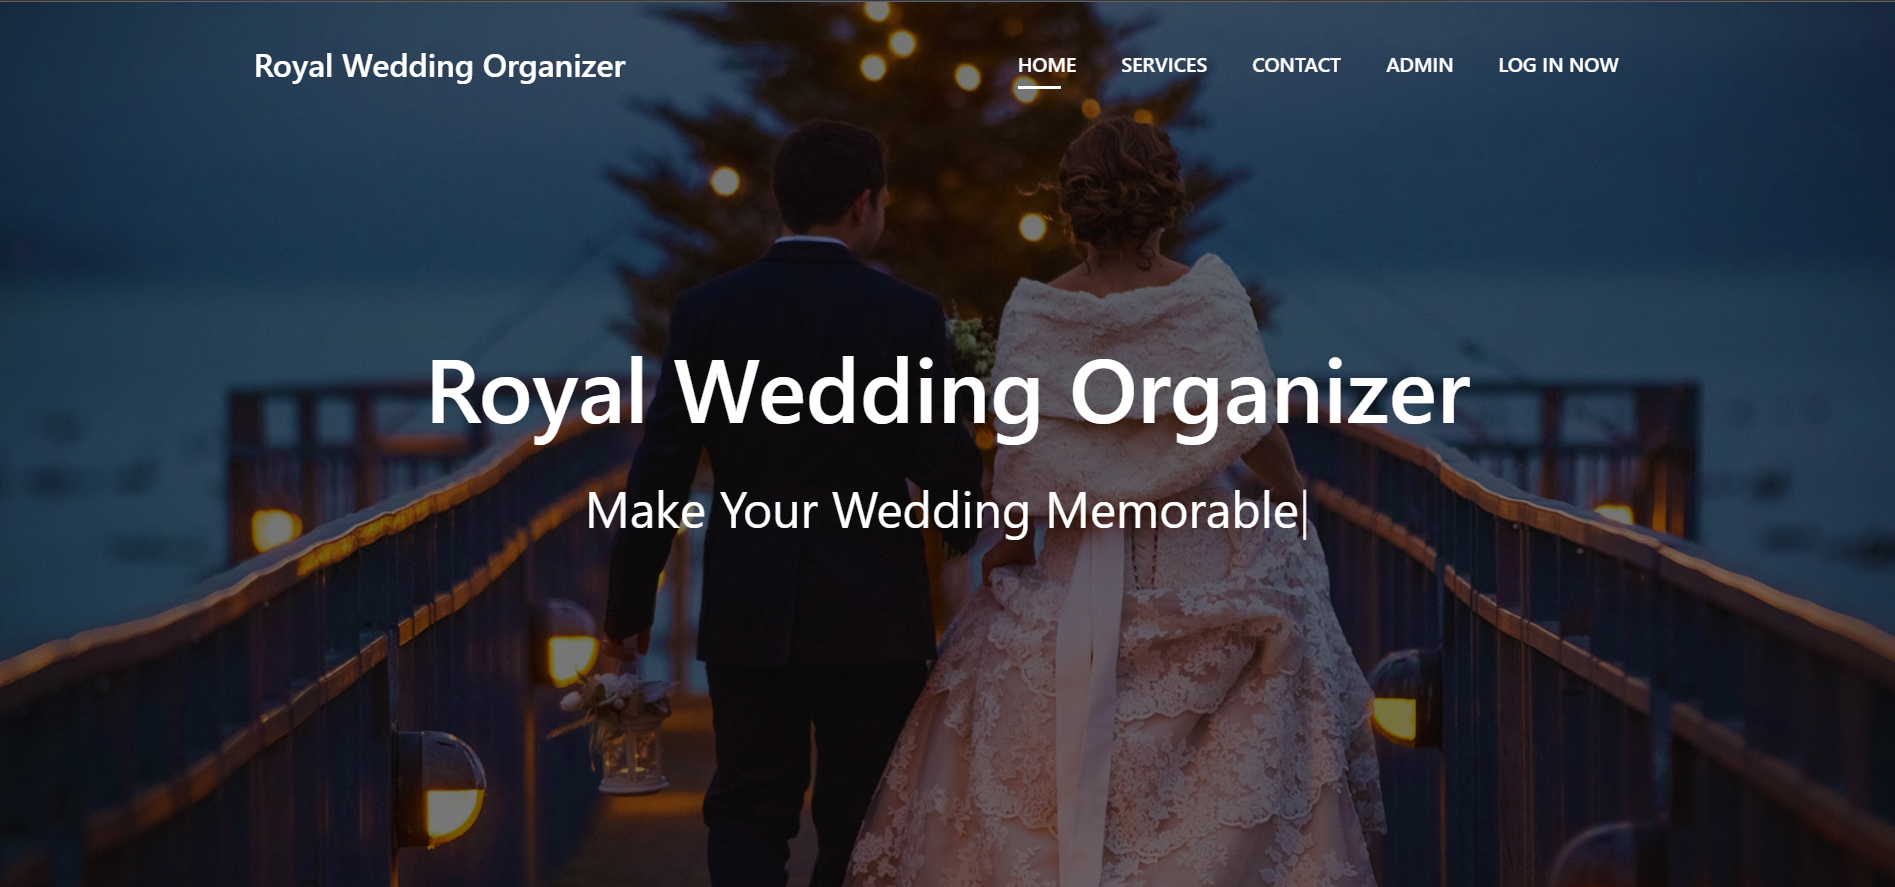 Royal Wedding Organizer
HOME SERVICES CONTACT ADMIN LOG IN NOW
Royal Wedding Organizer
Make Your Wedding Memorable|